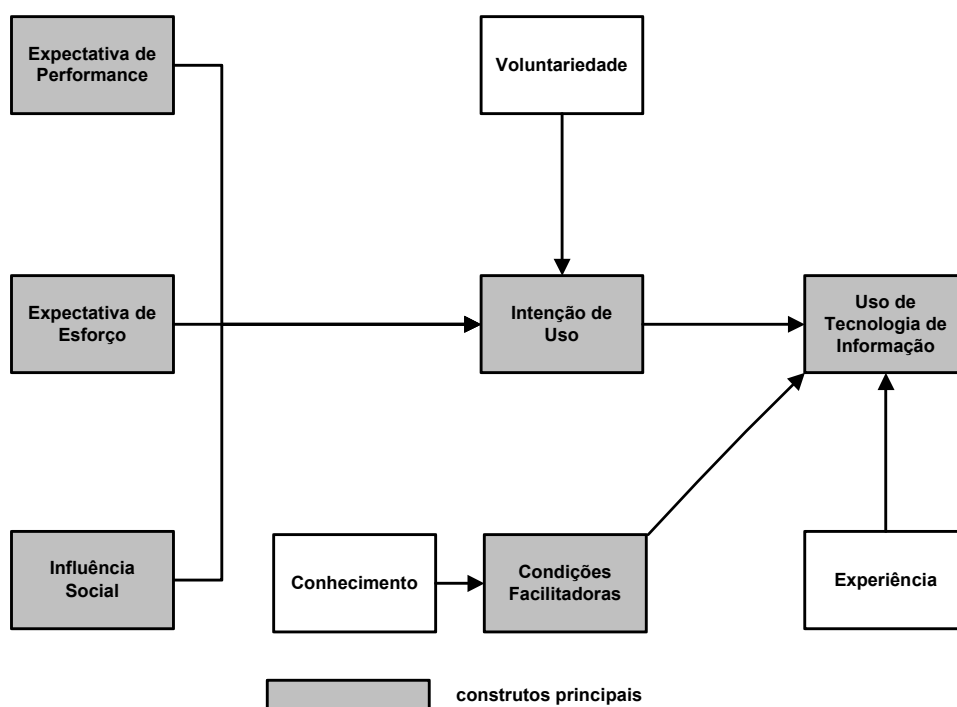 Expectativa de
Performance
Voluntariedade
Expectativa de
Esforço
Intenção de
Uso
Uso de
Tecnologia de
Informação
Influência
Social
Conhecimento
Condições
Facilitadoras
Experiência
construtos principais